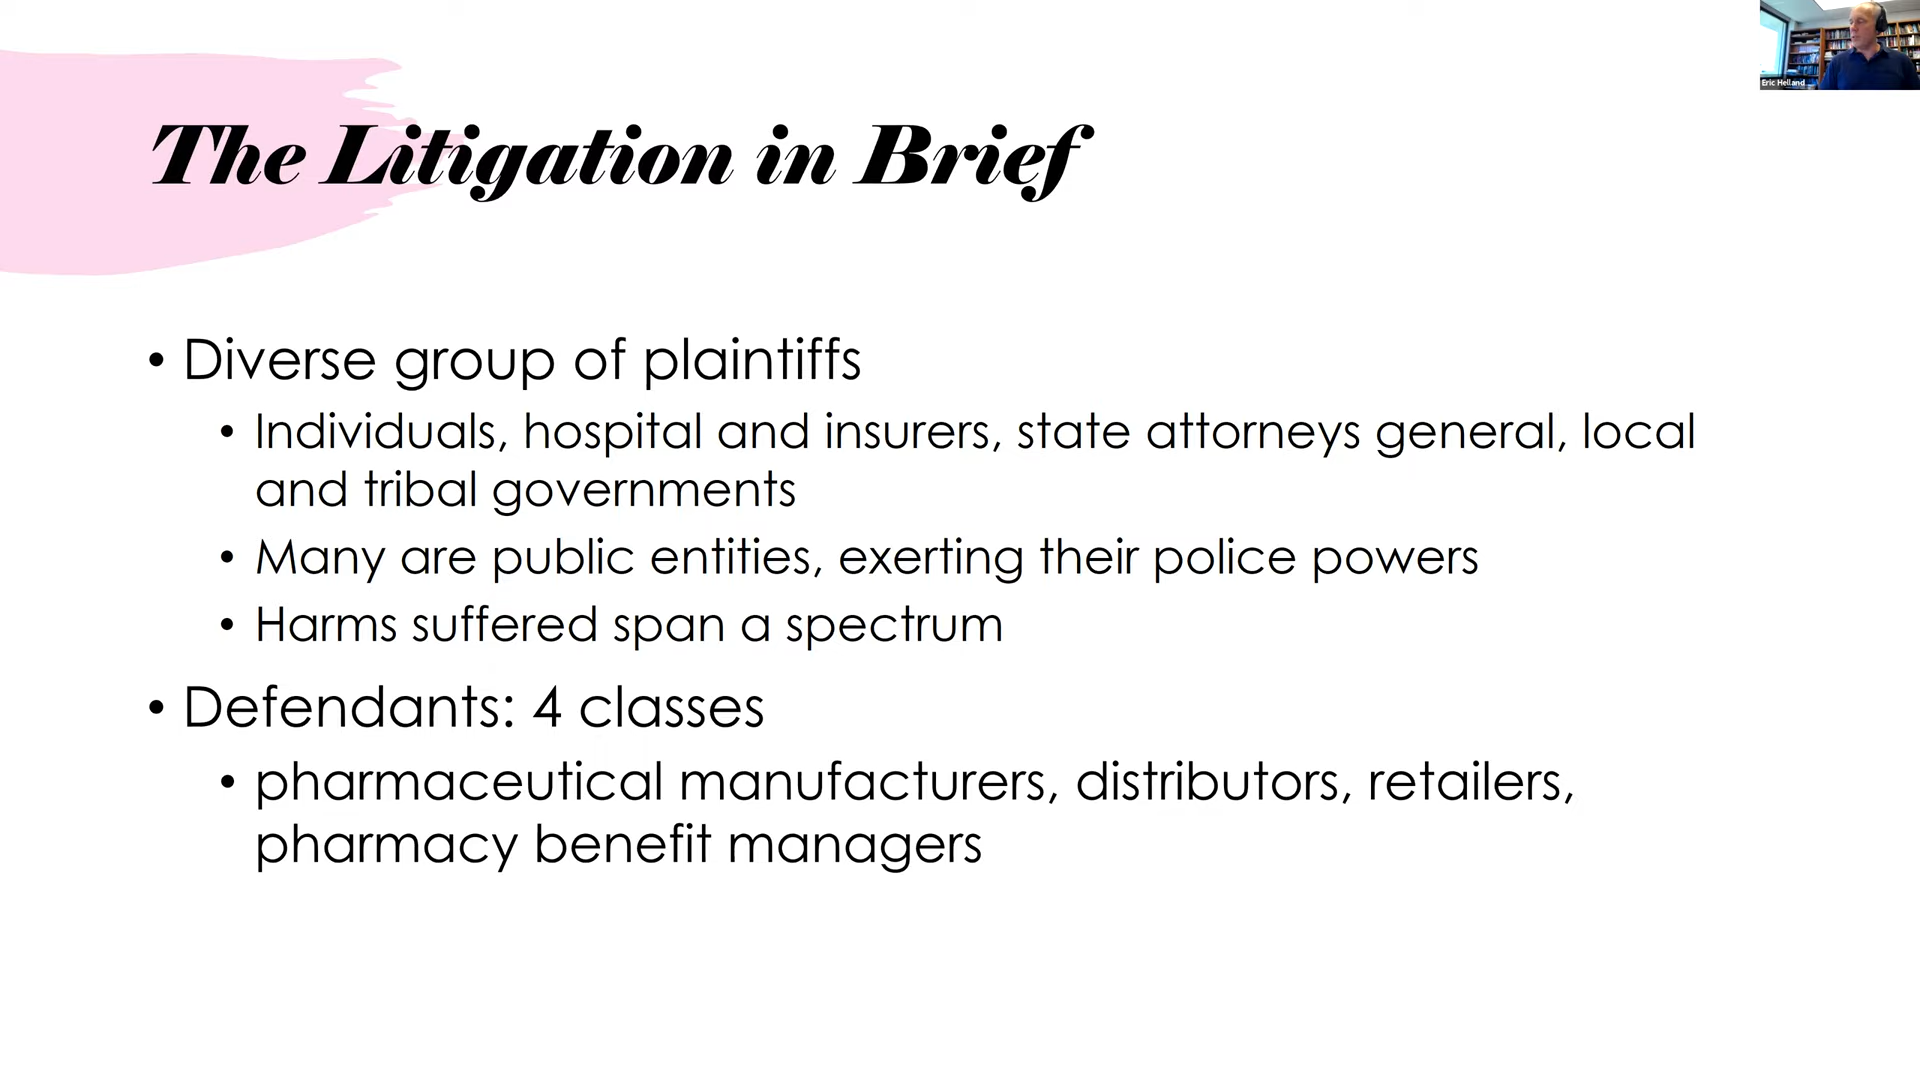 Eric Helland
The Litigation in Brief
• Diverse group of plaintiffs
• Individuals, hospital and insurers, state attorneys general, local
and tribal governments
• Many are public entities, exerting their police powers
• Harms suffered span a spectrum
• Defendants: 4 classes
• pharmaceutical manufacturers, distributors, retailers,
pharmacy benefit managers